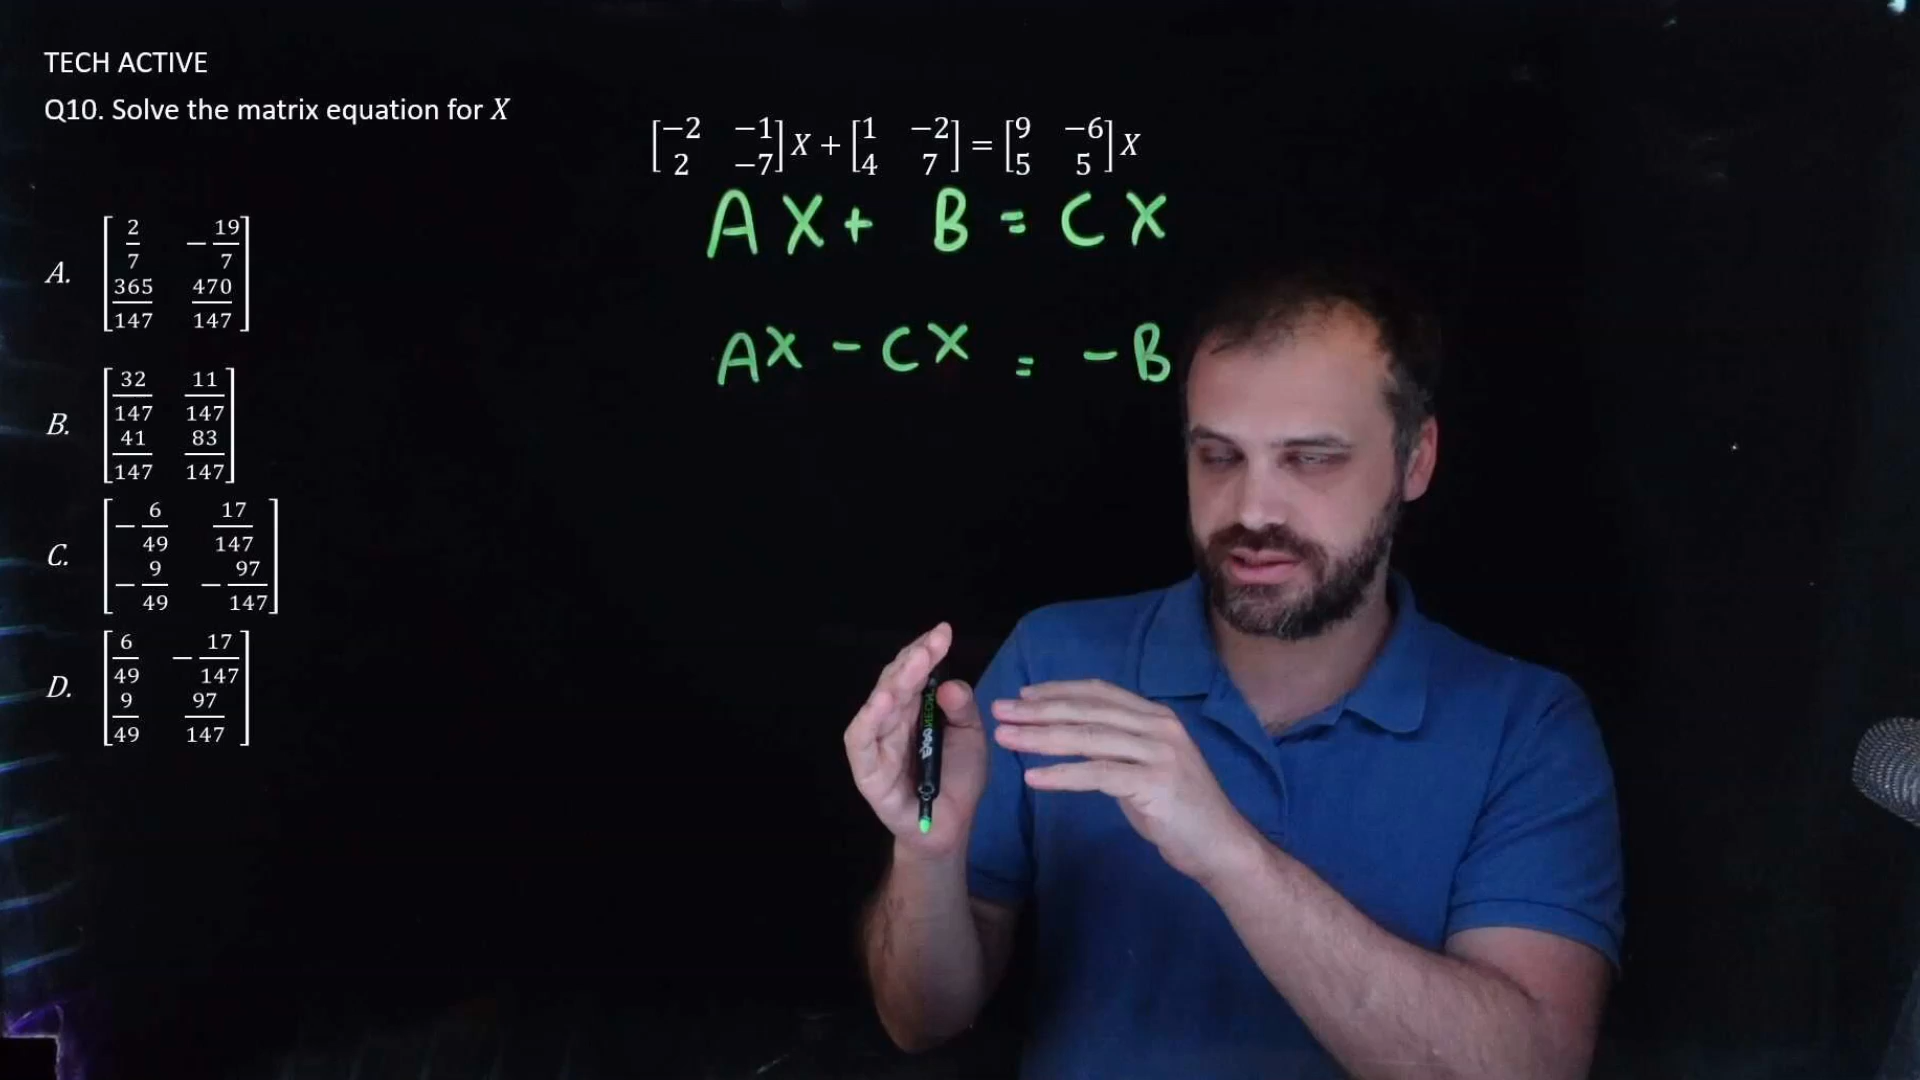 TECH ACTIVE
Q10. Solve the matrix equation for X
[−2 −1; 2 −7] X + [1 −2; 4 7] = [9 −6; 5 5] X
AX + B = CX
AX − CX = −B
A. [2/7 −19/7; 365/147 470/147]
B. [32/147 11/147; 41/147 83/147]
C. [−6/49 17/147; −9/49 −97/147]
D. [6/49 −17/147; 9/49 97/147]